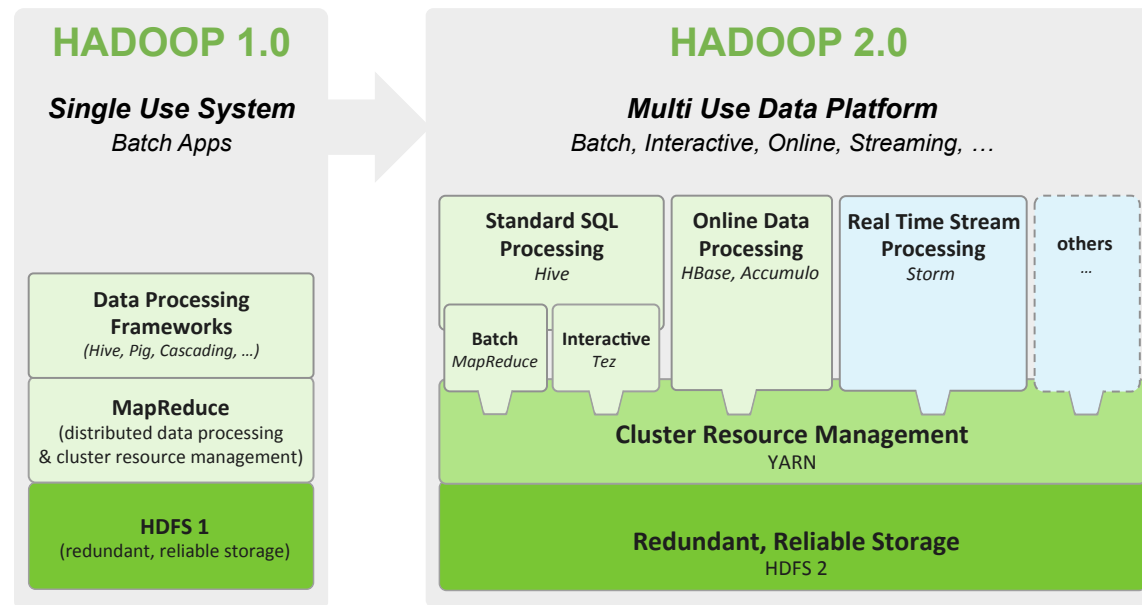 HADOOP 1.0
Single Use System
Batch Apps
Data Processing
Frameworks
(Hive, Pig, Cascading, …)
MapReduce
(distributed data processing
& cluster resource management)
HDFS 1
(redundant, reliable storage)
HADOOP 2.0
Multi Use Data Platform
Batch, Interactive, Online, Streaming, …
Standard SQL
Processing
Hive
Batch
MapReduce
Interactive
Tez
Online Data
Processing
HBase, Accumulo
Real Time Stream
Processing
Storm
others
…
Cluster Resource Management
YARN
Redundant, Reliable Storage
HDFS 2